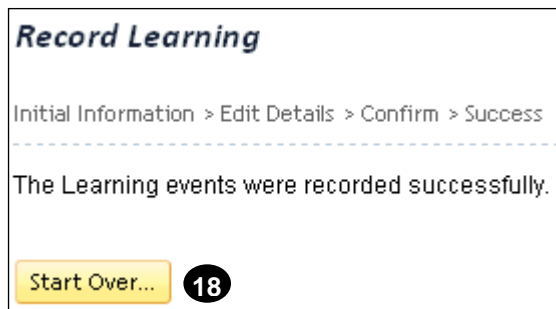 Record Learning
Initial Information > Edit Details > Confirm > Success
The Learning events were recorded successfully.
Start Over... 18